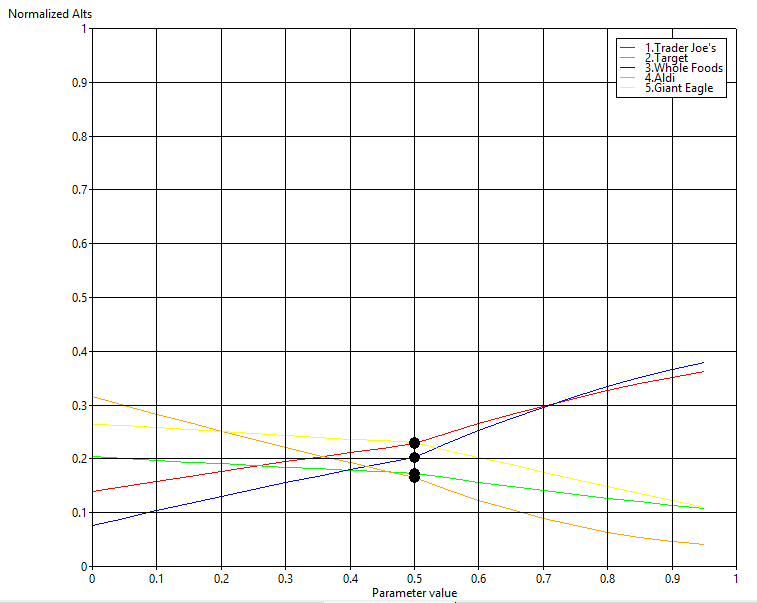 Normalized Alts
1
0.9
0.8
0.7
0.6
0.5
0.4
0.3
0.2
0.1
0
1.Trader Joe's
2.Target
3.Whole Foods
4.Aldi
5.Giant Eagle
0 0.1 0.2 0.3 0.4 0.5 0.6 0.7 0.8 0.9 1
Parameter value